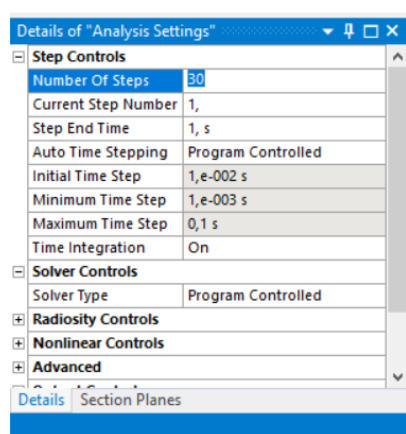 Details of "Analysis Settings"
Step Controls
Number Of Steps 30
Current Step Number 1,
Step End Time 1, s
Auto Time Stepping Program Controlled
Initial Time Step 1,e-002 s
Minimum Time Step 1,e-003 s
Maximum Time Step 0,1 s
Time Integration On
Solver Controls
Solver Type Program Controlled
Radiosity Controls
Nonlinear Controls
Advanced
Details Section Planes